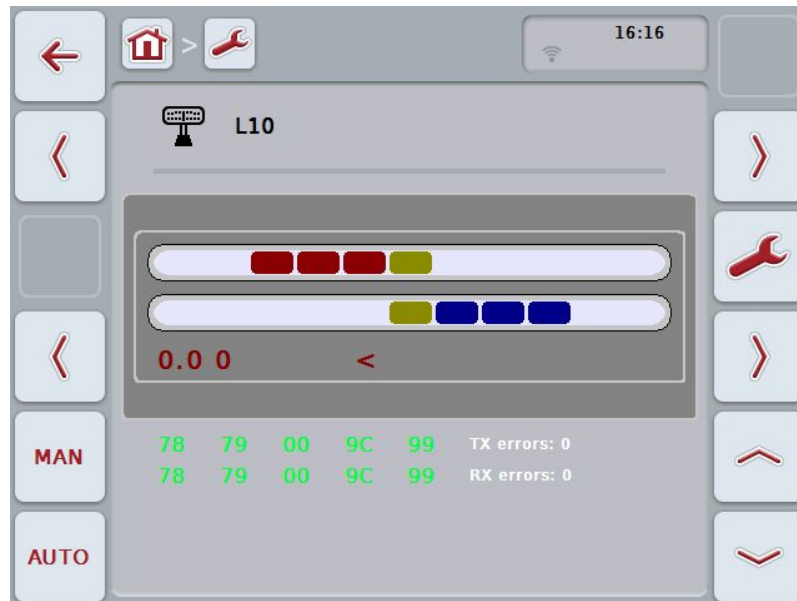 16:16
>
L10
0.0 0 <
78 79 00 9C 99 TX errors: 0
78 79 00 9C 99 RX errors: 0
MAN
AUTO